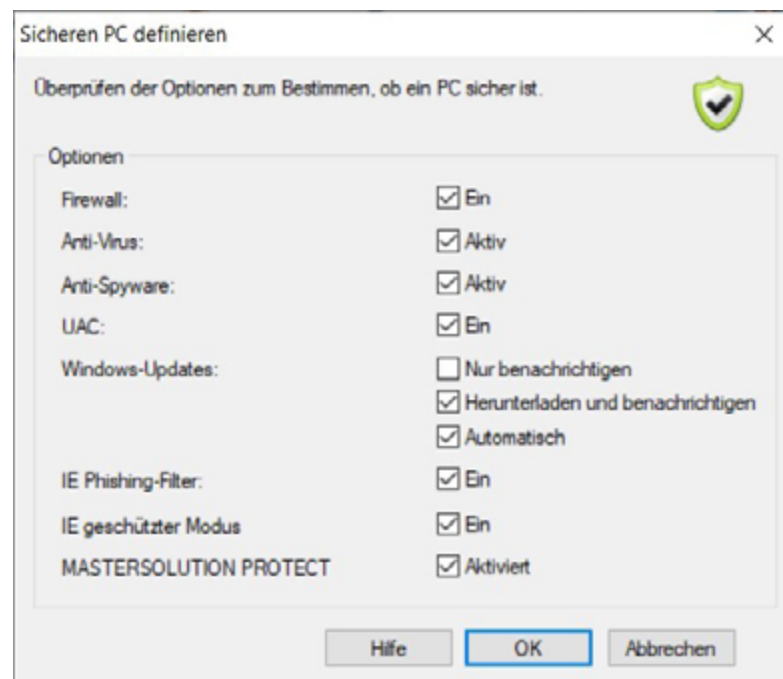 Sicheren PC definieren
Überprüfen der Optionen zum Bestimmen, ob ein PC sicher ist.
Optionen
Firewall: Ein
Anti-Virus: Aktiv
Anti-Spyware: Aktiv
UAC: Ein
Windows-Updates: Nur benachrichtigen
Herunterladen und benachrichtigen
Automatisch
IE Phishing-Filter: Ein
IE geschützter Modus Ein
MASTERSOLUTION PROTECT Aktiviert
Hilfe OK Abbrechen